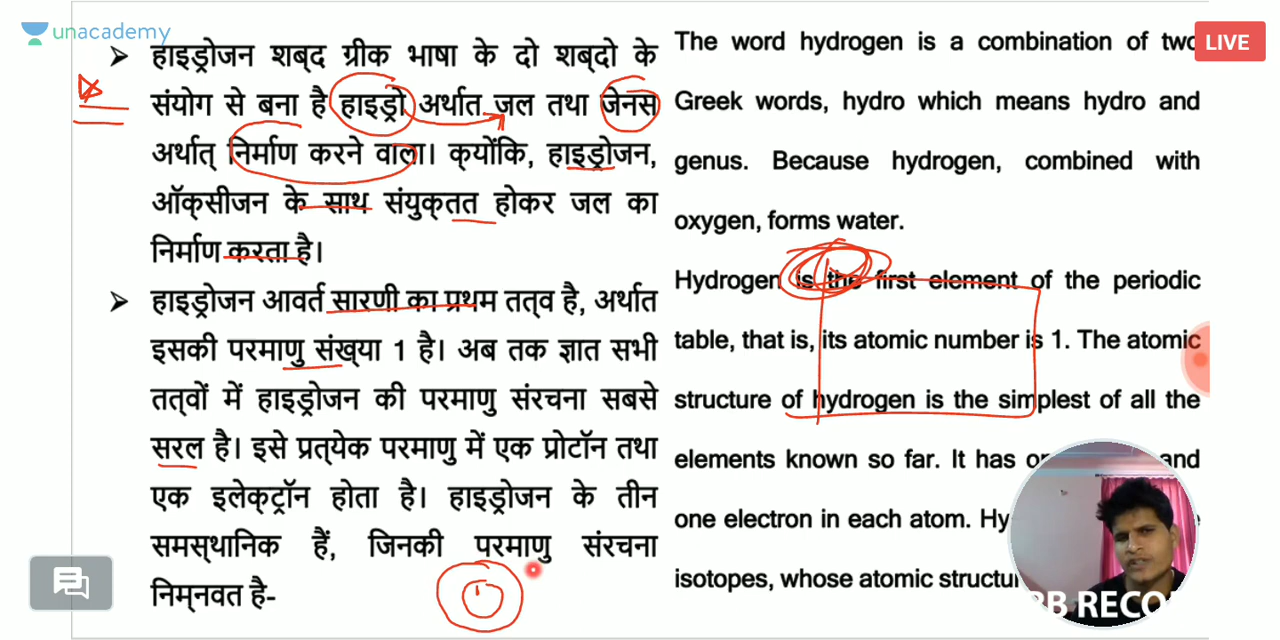 unacademy
LIVE
➢ हाइड्रोजन शब्द ग्रीक भाषा के दो शब्दो के
संयोग से बना है हाइड्रो अर्थात जल तथा जेनस
अर्थात् निर्माण करने वाला। क्योंकि, हाइड्रोजन,
ऑक्सीजन के साथ संयुक्तत होकर जल का
निर्माण करता है।
➢ हाइड्रोजन आवर्त सारणी का प्रथम तत्व है, अर्थात
इसकी परमाणु संख्या 1 है। अब तक ज्ञात सभी
तत्वों में हाइड्रोजन की परमाणु संरचना सबसे
सरल है। इसे प्रत्येक परमाणु में एक प्रोटॉन तथा
एक इलेक्ट्रॉन होता है। हाइड्रोजन के तीन
समस्थानिक हैं, जिनकी परमाणु संरचना
निम्नवत है-
The word hydrogen is a combination of two
Greek words, hydro which means hydro and
genus. Because hydrogen, combined with
oxygen, forms water.
Hydrogen is the first element of the periodic
table, that is, its atomic number is 1. The atomic
structure of hydrogen is the simplest of all the
elements known so far. It has and
one electron in each atom.
isotopes, whose atomic